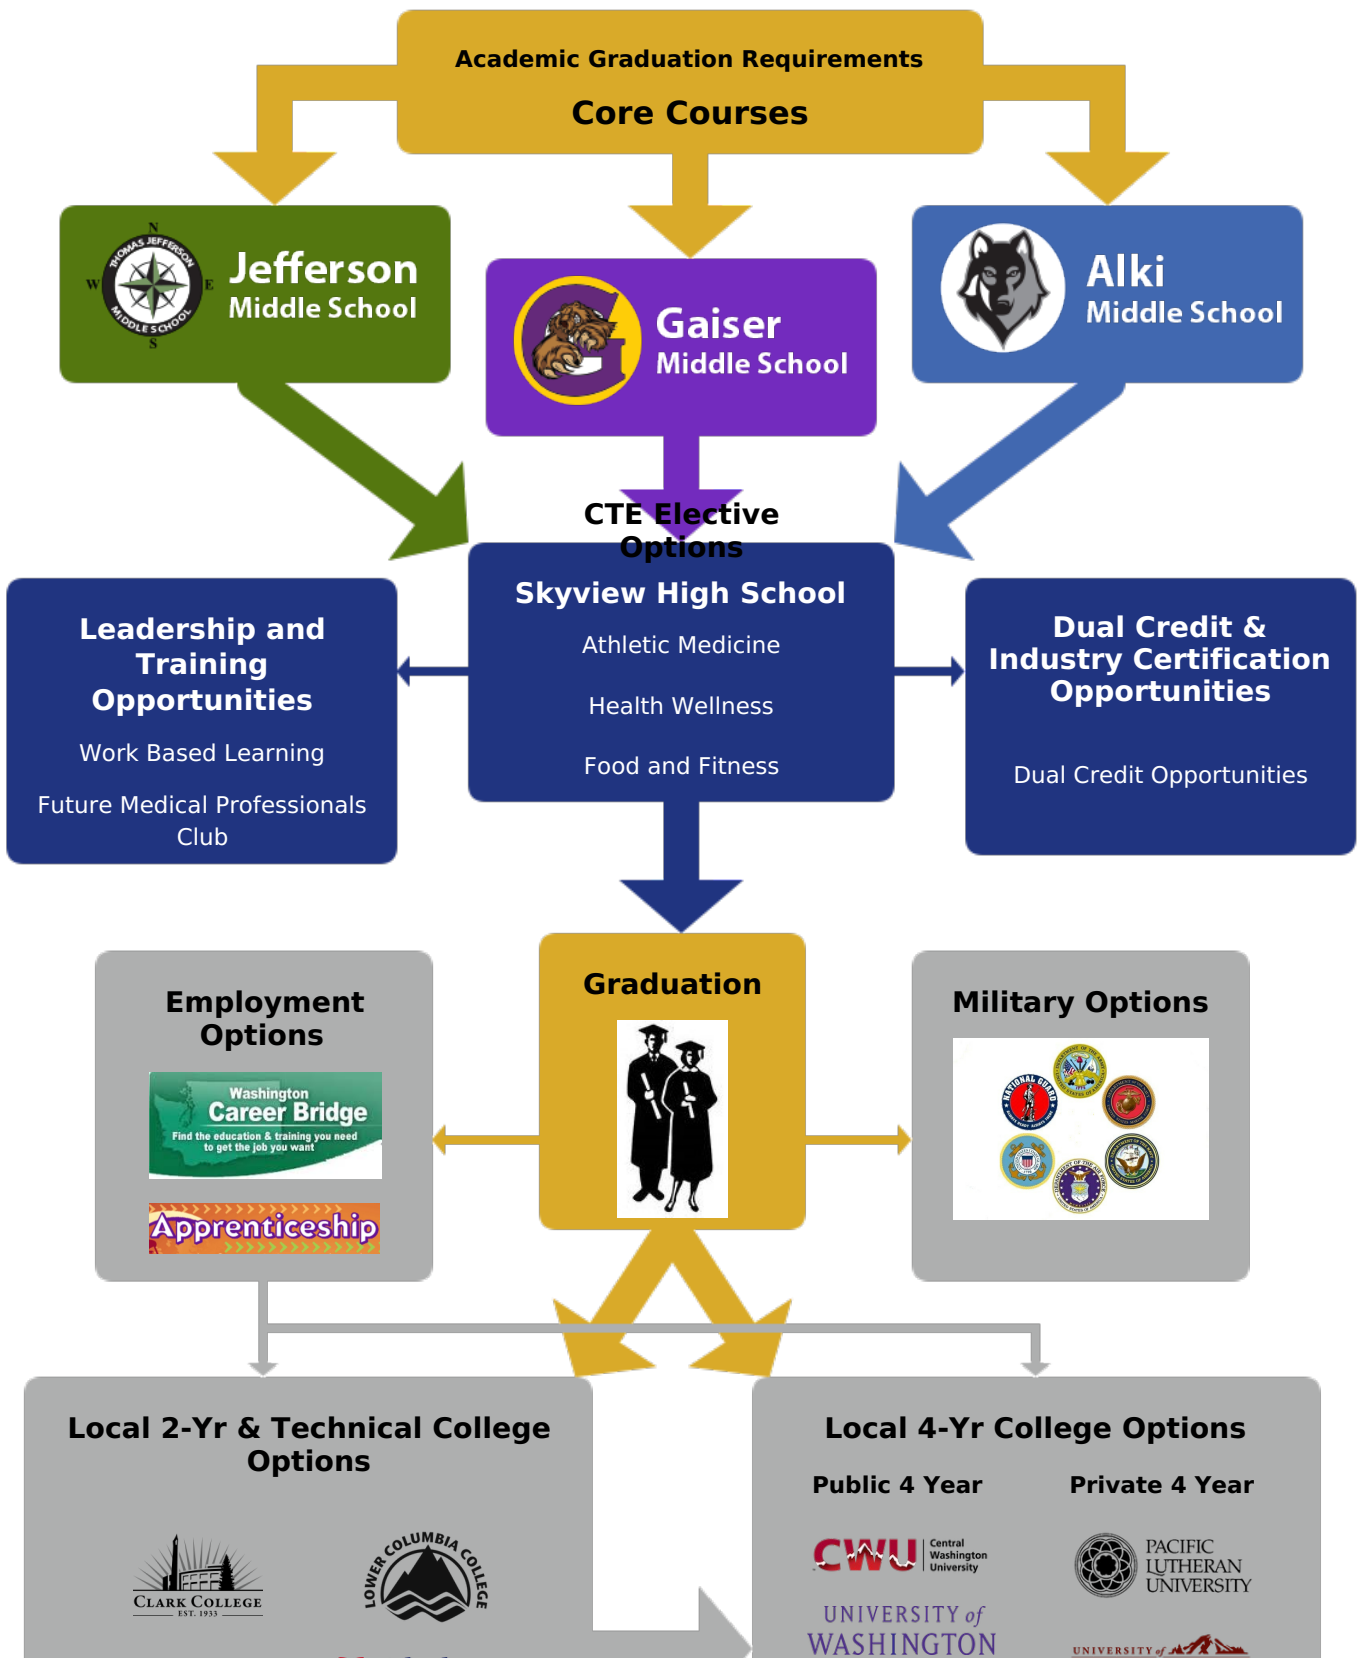 Academic Graduation Requirements
Core Courses
N
W
E
S
THOMAS JEFFERSON
MIDDLE SCHOOL
Jefferson
Middle School
Gaiser
Middle School
Alki
Middle School
CTE Elective
Options
Skyview High School
Athletic Medicine
Health Wellness
Food and Fitness
Leadership and
Training
Opportunities
Work Based Learning
Future Medical Professionals
Club
Dual Credit &
Industry Certification
Opportunities
Dual Credit Opportunities
Employment
Options
Washington
Career Bridge
Find the education & training you need
to get the job you want
Apprenticeship
Graduation
Military Options
NATIONAL GUARD
Local 2-Yr & Technical College
Options
CLARK COLLEGE
EST. 1933
LOWER COLUMBIA COLLEGE
Local 4-Yr College Options
Public 4 Year
Private 4 Year
CWU
Central
Washington
University
PACIFIC
LUTHERAN
UNIVERSITY
UNIVERSITY of
WASHINGTON
UNIVERSITY of